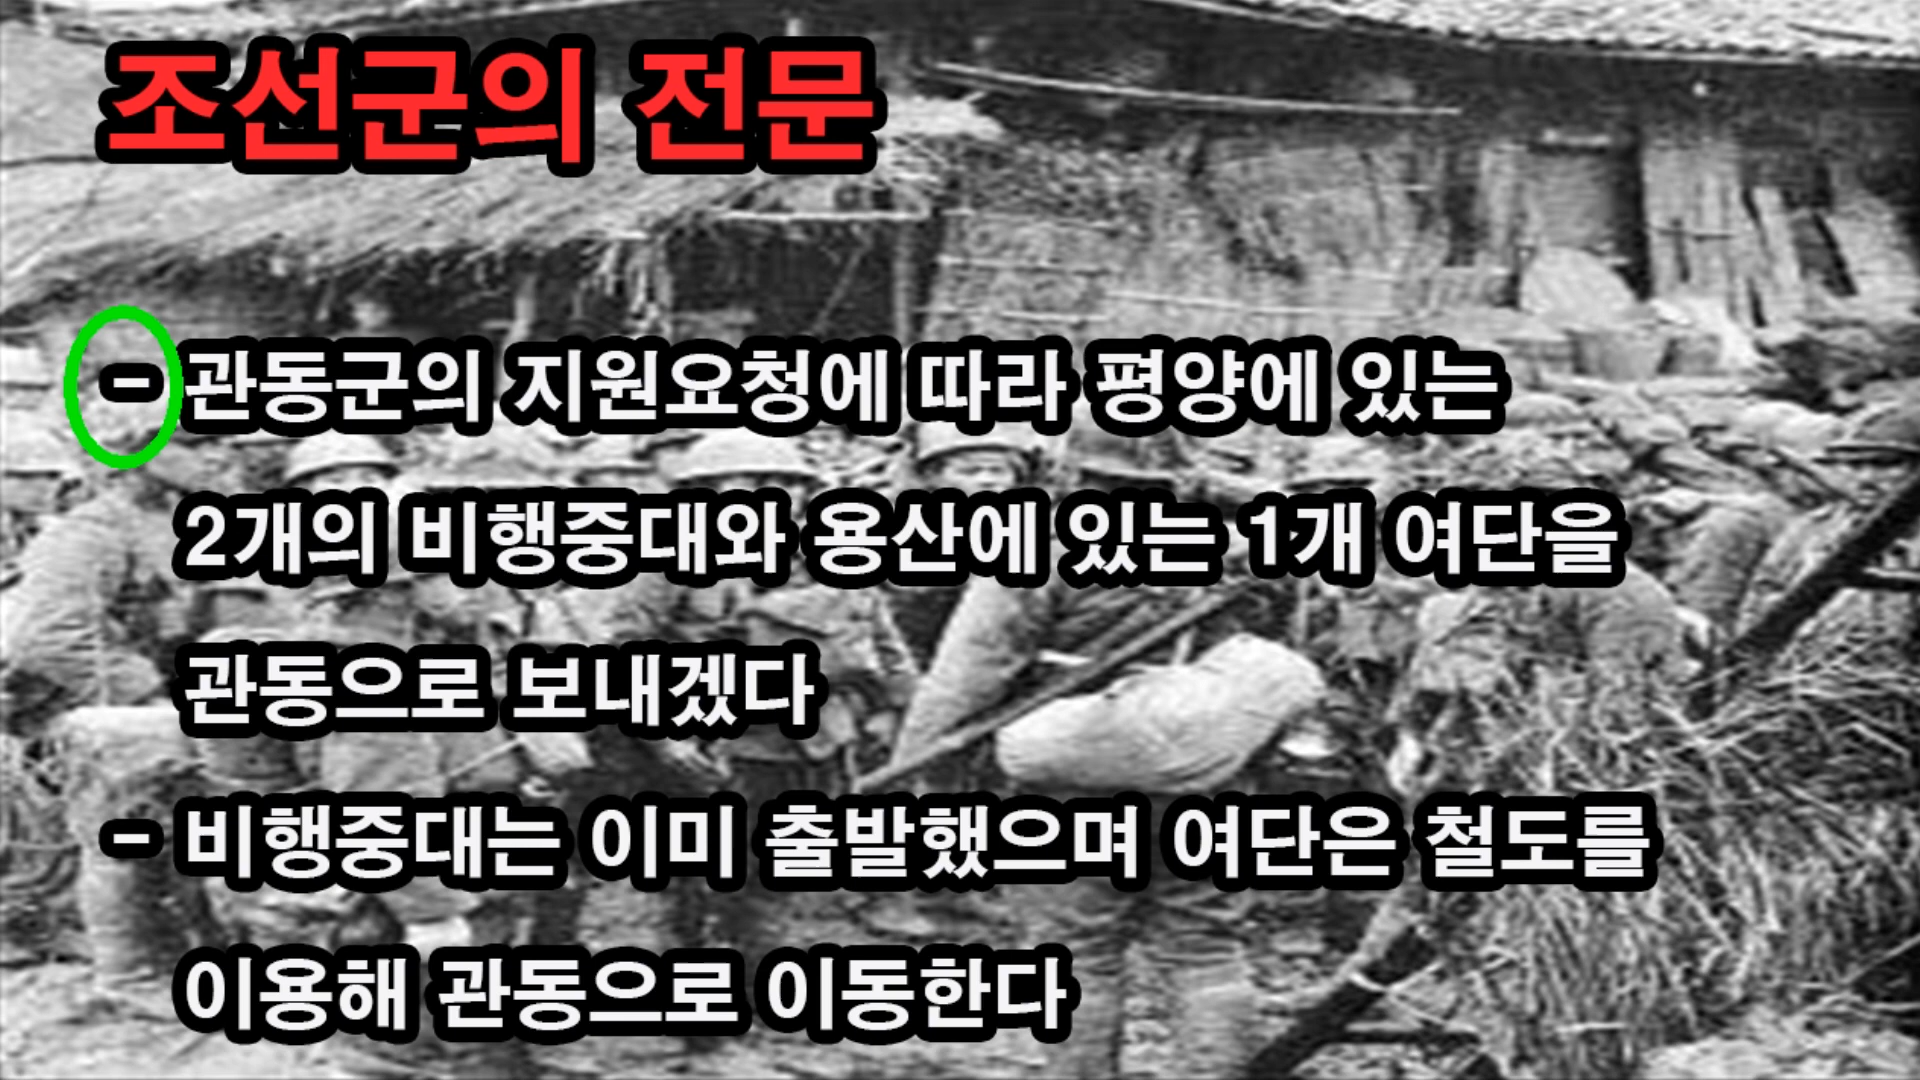 조선군의 전문
- 관동군의 지원요청에 따라 평양에 있는
2개의 비행중대와 용산에 있는 1개 여단을
관동으로 보내겠다
- 비행중대는 이미 출발했으며 여단은 철도를
이용해 관동으로 이동한다